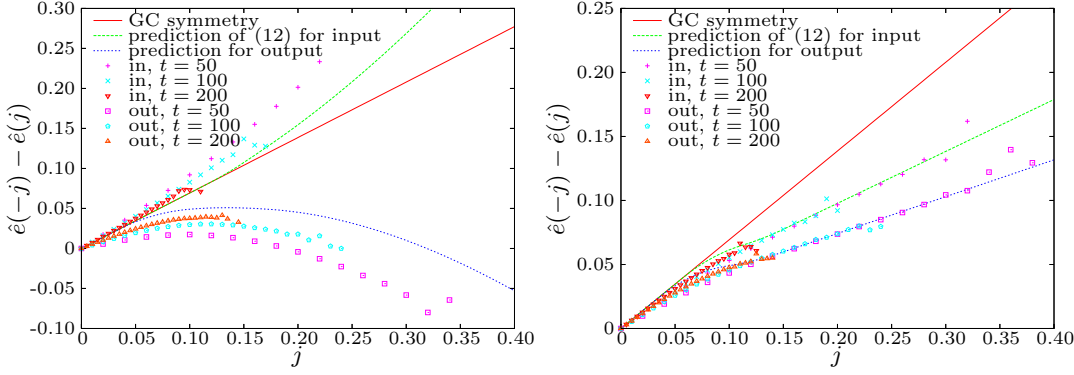 0.30
0.25
0.20
0.15
0.10
0.05
0
-0.05
-0.10
0
0.05
0.10
0.15
0.20
0.25
0.30
0.35
0.40
j
ê(−j) − ê(j)
GC symmetry
prediction of (12) for input
prediction for output
in, t = 50
in, t = 100
in, t = 200
out, t = 50
out, t = 100
out, t = 200
0.25
0.20
0.15
0.10
0.05
0
0
0.05
0.10
0.15
0.20
0.25
0.30
0.35
0.40
j
ê(−j) − ê(j)
GC symmetry
prediction of (12) for input
prediction for output
in, t = 50
in, t = 100
in, t = 200
out, t = 50
out, t = 100
out, t = 200